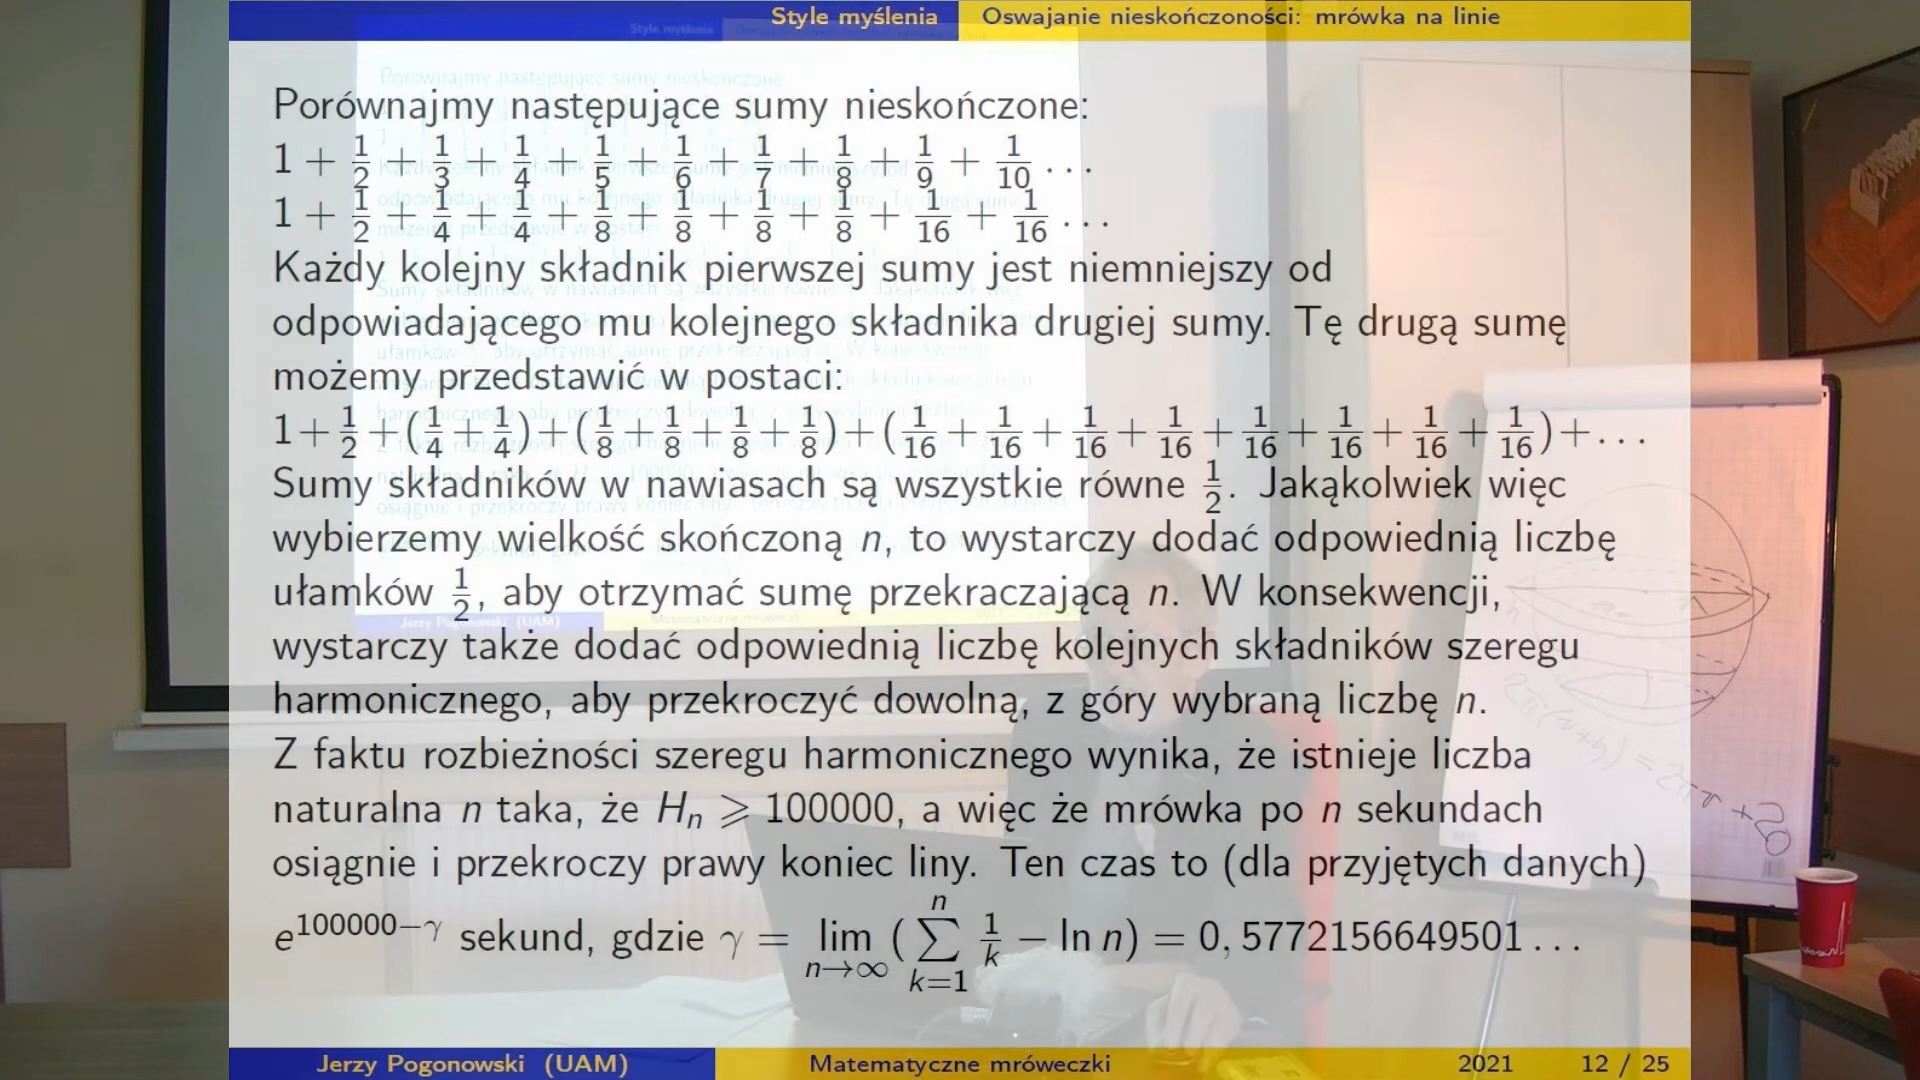 Style myślenia Oswajanie nieskończoności: mrówka na linie
Porównajmy następujące sumy nieskończone:
1 + 1/2 + 1/3 + 1/4 + 1/5 + 1/6 + 1/7 + 1/8 + 1/9 + 1/10 ...
1 + 1/2 + 1/4 + 1/4 + 1/8 + 1/8 + 1/8 + 1/8 + 1/16 + 1/16 ...
Każdy kolejny składnik pierwszej sumy jest niemniejszy od
odpowiadającego mu kolejnego składnika drugiej sumy. Tę drugą sumę
możemy przedstawić w postaci:
1+1/2+(1/4+1/4)+(1/8+1/8+1/8+1/8)+(1/16+1/16+1/16+1/16+1/16+1/16+1/16+1/16)+...
Sumy składników w nawiasach są wszystkie równe 1/2. Jakąkolwiek więc
wybierzemy wielkość skończoną n, to wystarczy dodać odpowiednią liczbę
ułamków 1/2, aby otrzymać sumę przekraczającą n. W konsekwencji,
wystarczy także dodać odpowiednią liczbę kolejnych składników szeregu
harmonicznego, aby przekroczyć dowolną, z góry wybraną liczbę n.
Z faktu rozbieżności szeregu harmonicznego wynika, że istnieje liczba
naturalna n taka, że Hₙ ⩾ 100000, a więc że mrówka po n sekundach
osiągnie i przekroczy prawy koniec liny. Ten czas to (dla przyjętych danych)
e^(100000−γ) sekund, gdzie γ = lim_(n→∞) (∑_(k=1)^n 1/k − ln n) = 0,5772156649501...
Jerzy Pogonowski (UAM) Matematyczne mróweczki 2021 12 / 25